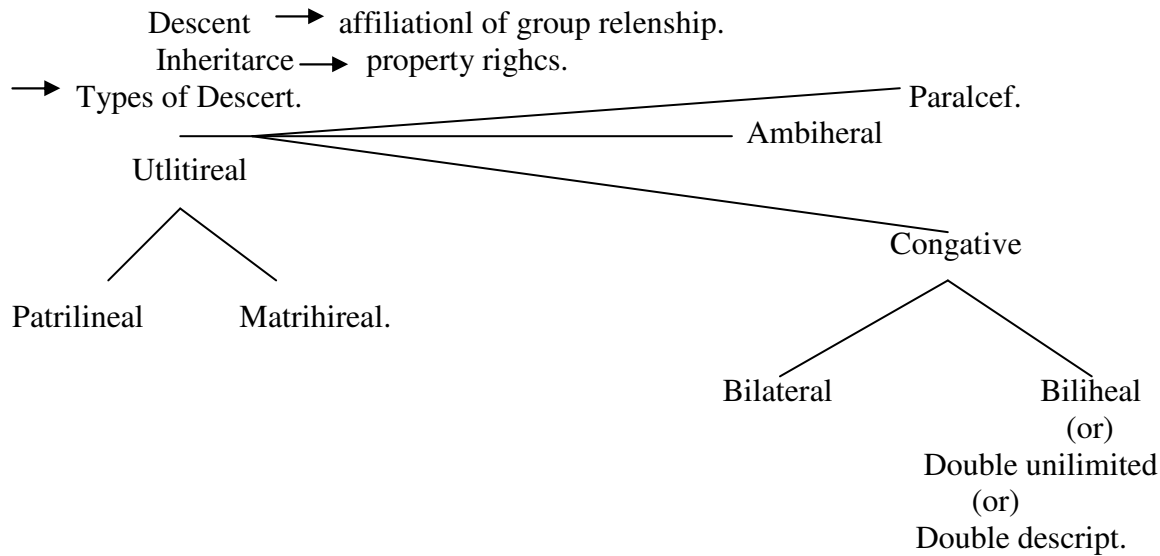 Descent → affiliationl of group relenship.
Inheritarce → property righcs.
→ Types of Descert.
Paralcef.
Ambiheral
Utlitireal
Congative
Patrilineal Matrihireal.
Bilateral Biliheal
(or)
Double unilimited
(or)
Double descript.